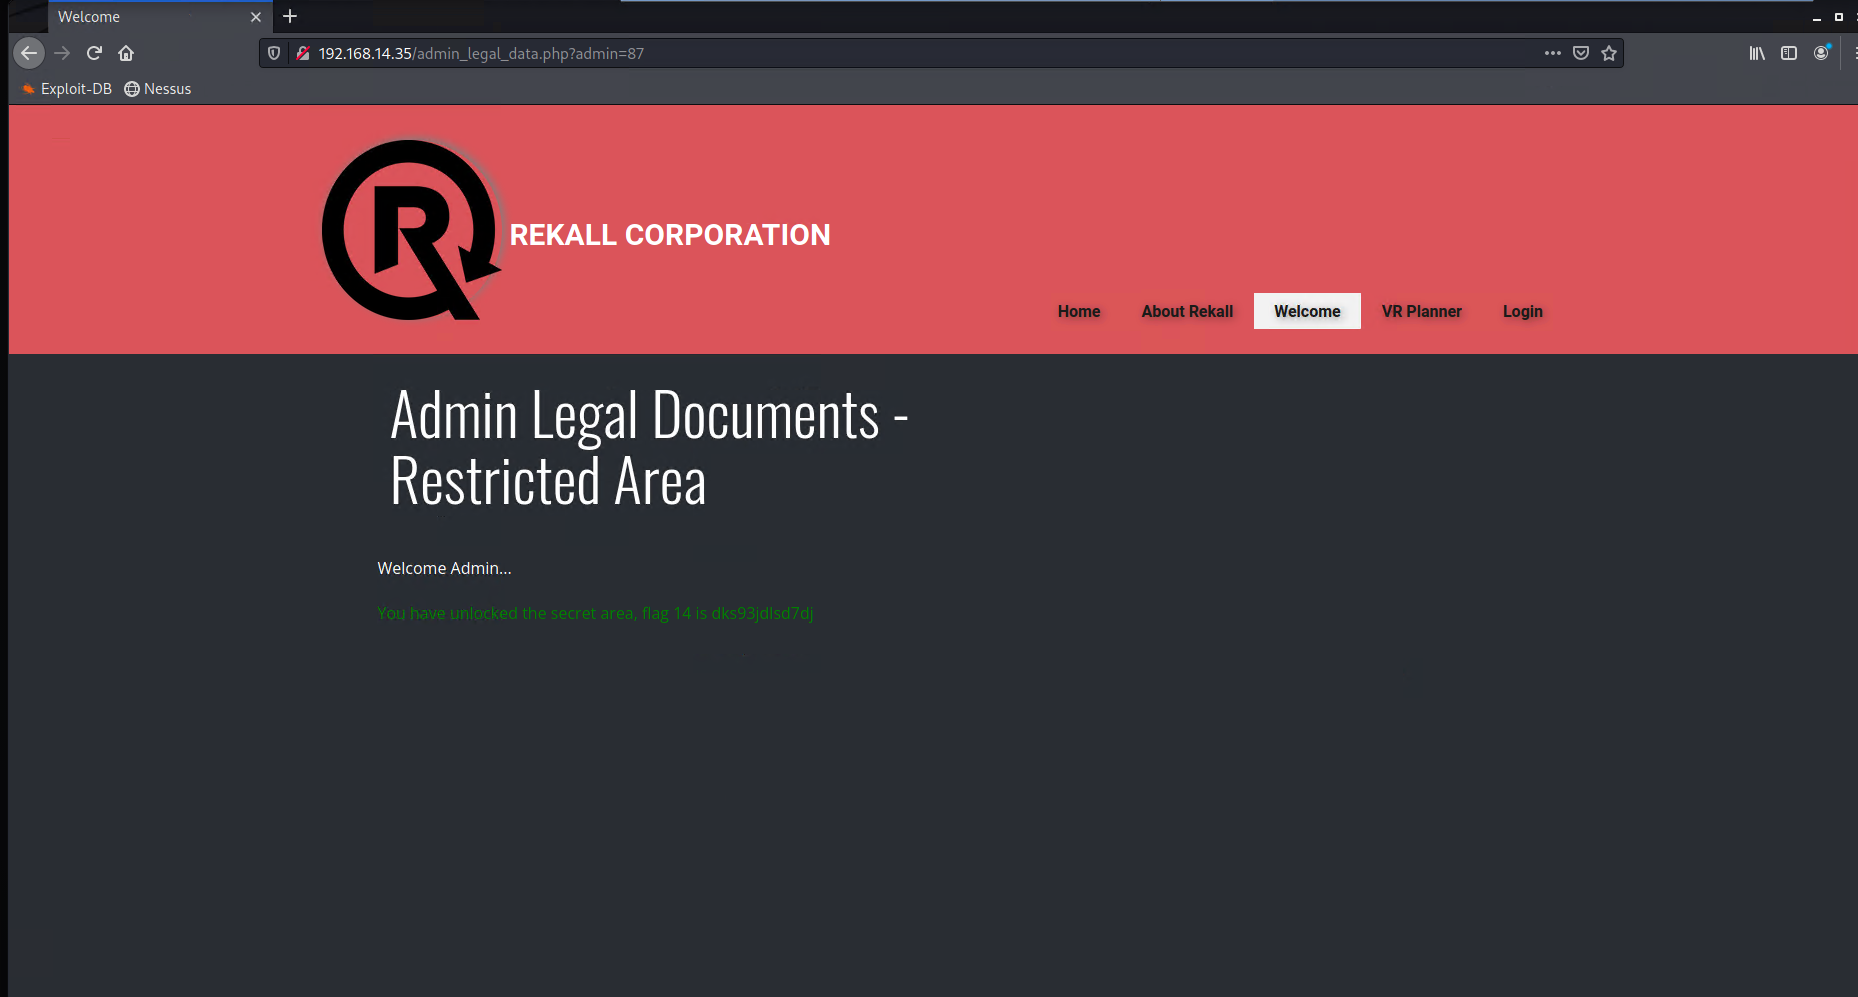 Welcome
192.168.14.35/admin_legal_data.php?admin=87
Exploit-DB Nessus
R
REKALL CORPORATION
Home About Rekall Welcome VR Planner Login
Admin Legal Documents -
Restricted Area
Welcome Admin...
You have unlocked the secret area, flag 14 is dks93jdlsd7dj